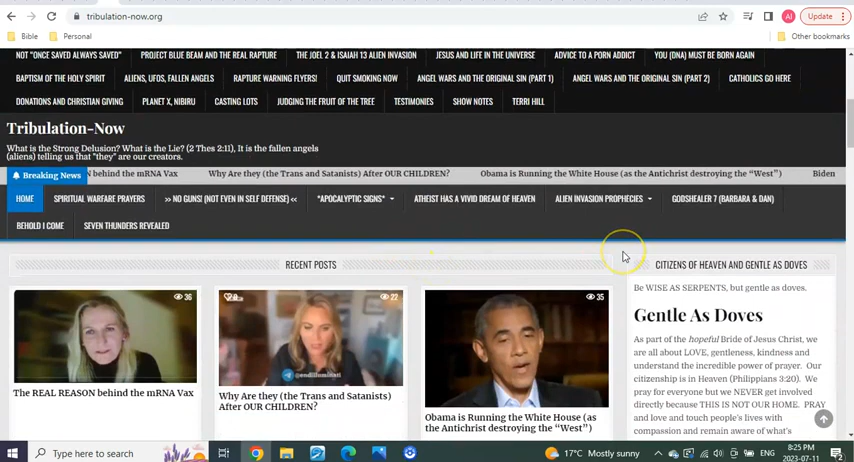 tribulation-now.org
Update
Bible
Personal
Other bookmarks
NOT "ONCE SAVED ALWAYS SAVED" PROJECT BLUE BEAM AND THE REAL RAPTURE THE JOEL 2 & ISAIAH 13 ALIEN INVASION JESUS AND LIFE IN THE UNIVERSE ADVICE TO A PORN ADDICT YOU (DNA) MUST BE BORN AGAIN
BAPTISM OF THE HOLY SPIRIT ALIENS, UFOS, FALLEN ANGELS RAPTURE WARNING FLYERS! QUIT SMOKING NOW ANGEL WARS AND THE ORIGINAL SIN (PART 1) ANGEL WARS AND THE ORIGINAL SIN (PART 2) CATHOLICS GO HERE
DONATIONS AND CHRISTIAN GIVING PLANET X, NIBIRU CASTING LOTS JUDGING THE FRUIT OF THE TREE TESTIMONIES SHOW NOTES TERRI HILL
Tribulation-Now
What is the Strong Delusion? What is the Lie? (2 Thes 2:11), It is the fallen angels
(aliens) telling us that "they" are our creators.
Breaking News N behind the mRNA Vax Why Are they (the Trans and Satanists) After OUR CHILDREN? Obama is Running the White House (as the Antichrist destroying the "West") Biden
HOME SPIRITUAL WARFARE PRAYERS >> NO GUNS! (NOT EVEN IN SELF DEFENSE) << *APOCALYPTIC SIGNS* ATHEIST HAS A VIVID DREAM OF HEAVEN ALIEN INVASION PROPHECIES GODSHEALER 7 (BARBARA & DAN)
BEHOLD I COME SEVEN THUNDERS REVEALED
RECENT POSTS
36
22
35
The REAL REASON behind the mRNA Vax
Why Are they (the Trans and Satanists)
After OUR CHILDREN?
Obama is Running the White House (as
the Antichrist destroying the "West")
CITIZENS OF HEAVEN AND GENTLE AS DOVES
Be WISE AS SERPENTS, but gentle as doves.
Gentle As Doves
As part of the hopeful Bride of Jesus Christ, we
are all about LOVE, gentleness, kindness and
understand the incredible power of prayer. Our
citizenship is in Heaven (Philippians 3:20). We
pray for everyone but we NEVER get involved
directly because THIS IS NOT OUR HOME. PRAY
and love and touch people's lives with
compassion and remain aware of what's
Type here to search
17°C Mostly sunny
ENG
8:25 PM
2023-07-11
2